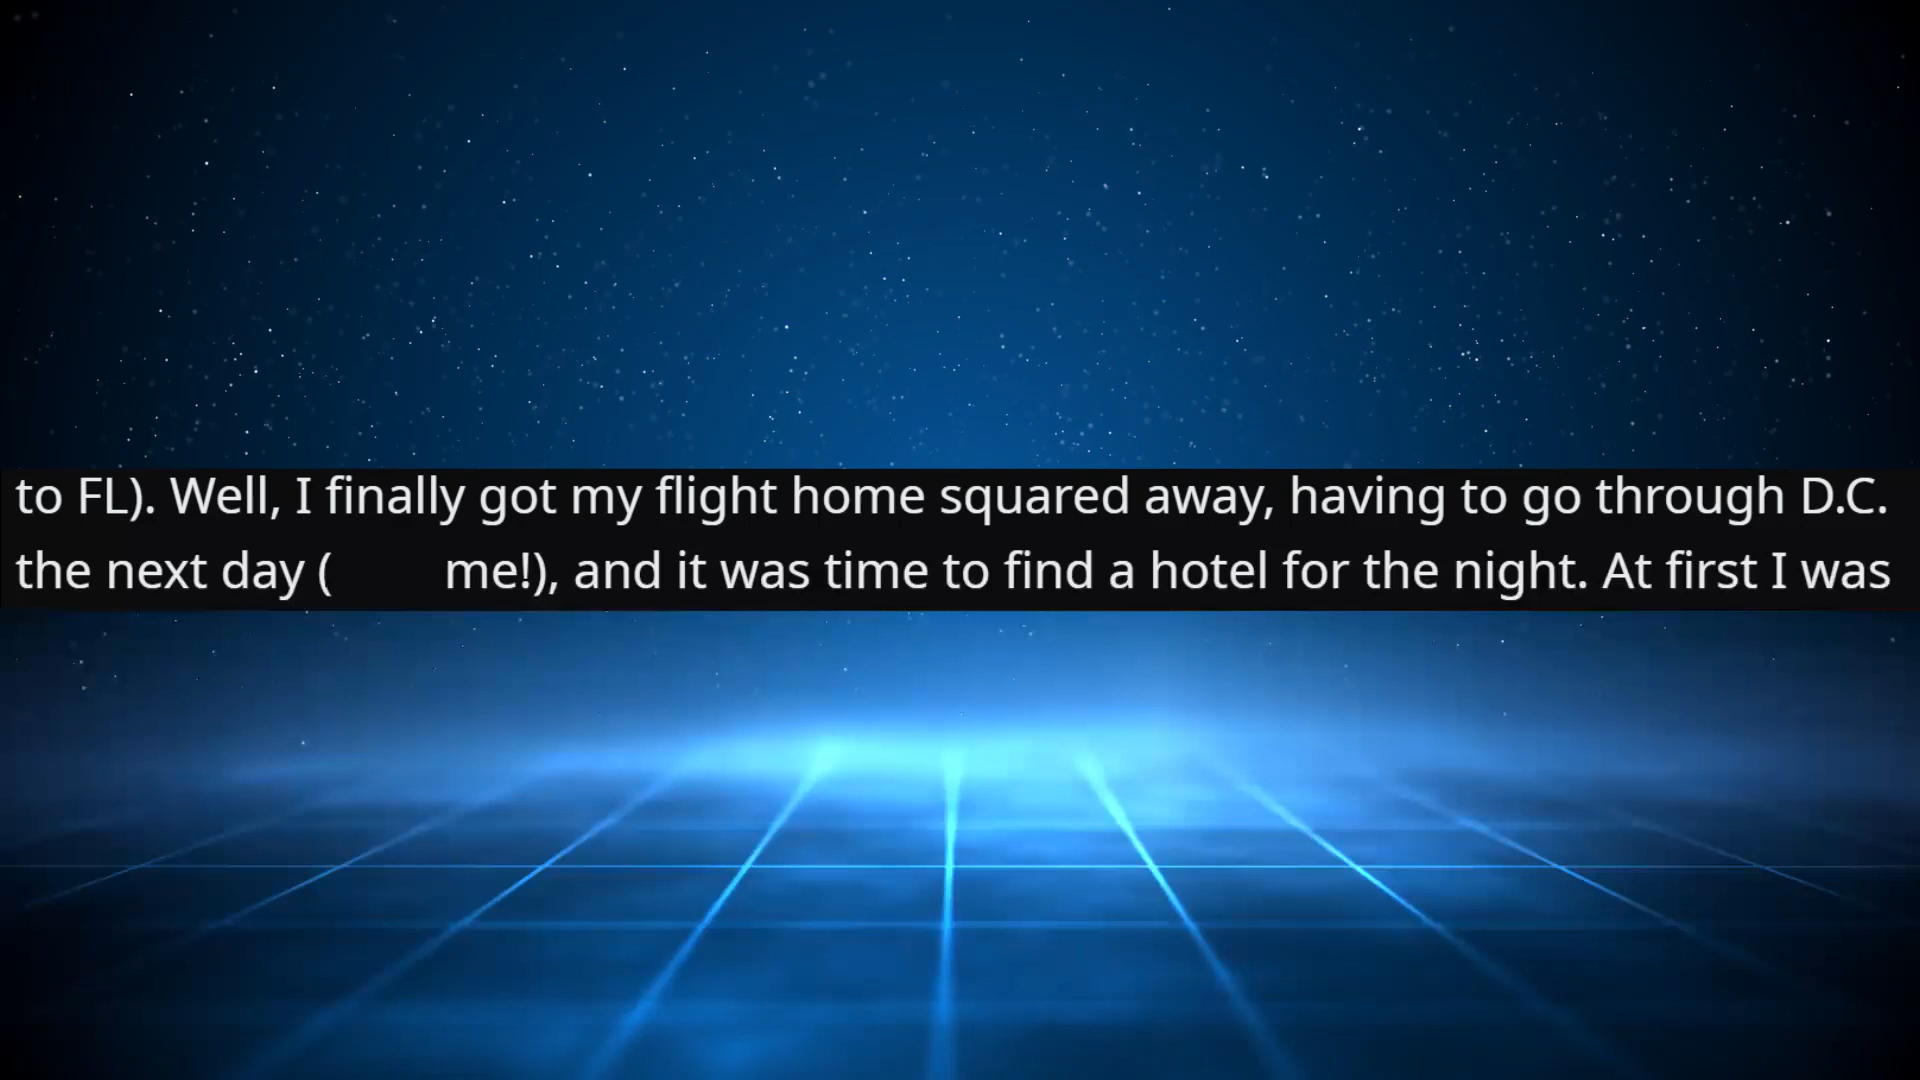 to FL). Well, I finally got my flight home squared away, having to go through D.C.
the next day ( me!), and it was time to find a hotel for the night. At first I was